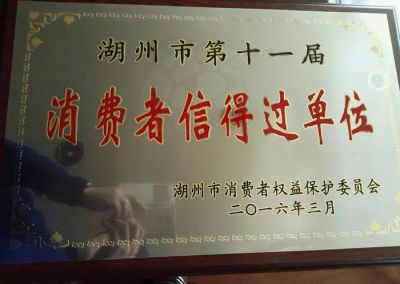 湖州市第十一届
消费者信得过单位
湖州市消费者权益保护委员会
二〇一六年三月